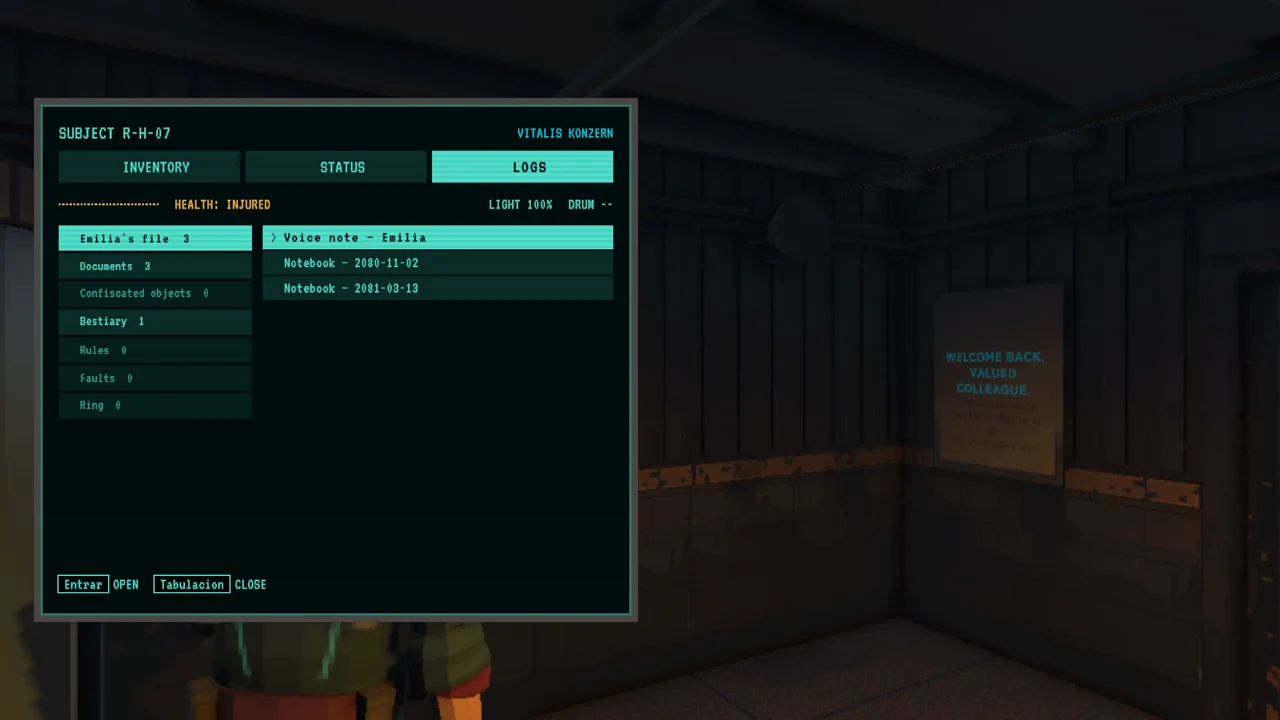 SUBJECT R-H-07
VITALIS KONZERN
INVENTORY
STATUS
LOGS
HEALTH: INJURED
LIGHT 100% DRUM --
Emilia's file 3
Documents 3
Confiscated objects 0
Bestiary 1
Rules 0
Faults 0
Ring 0
› Voice note – Emilia
Notebook – 2080-11-02
Notebook – 2081-03-13
Entrar OPEN Tabulacion CLOSE
WELCOME BACK,
VALUED
COLLEAGUE.